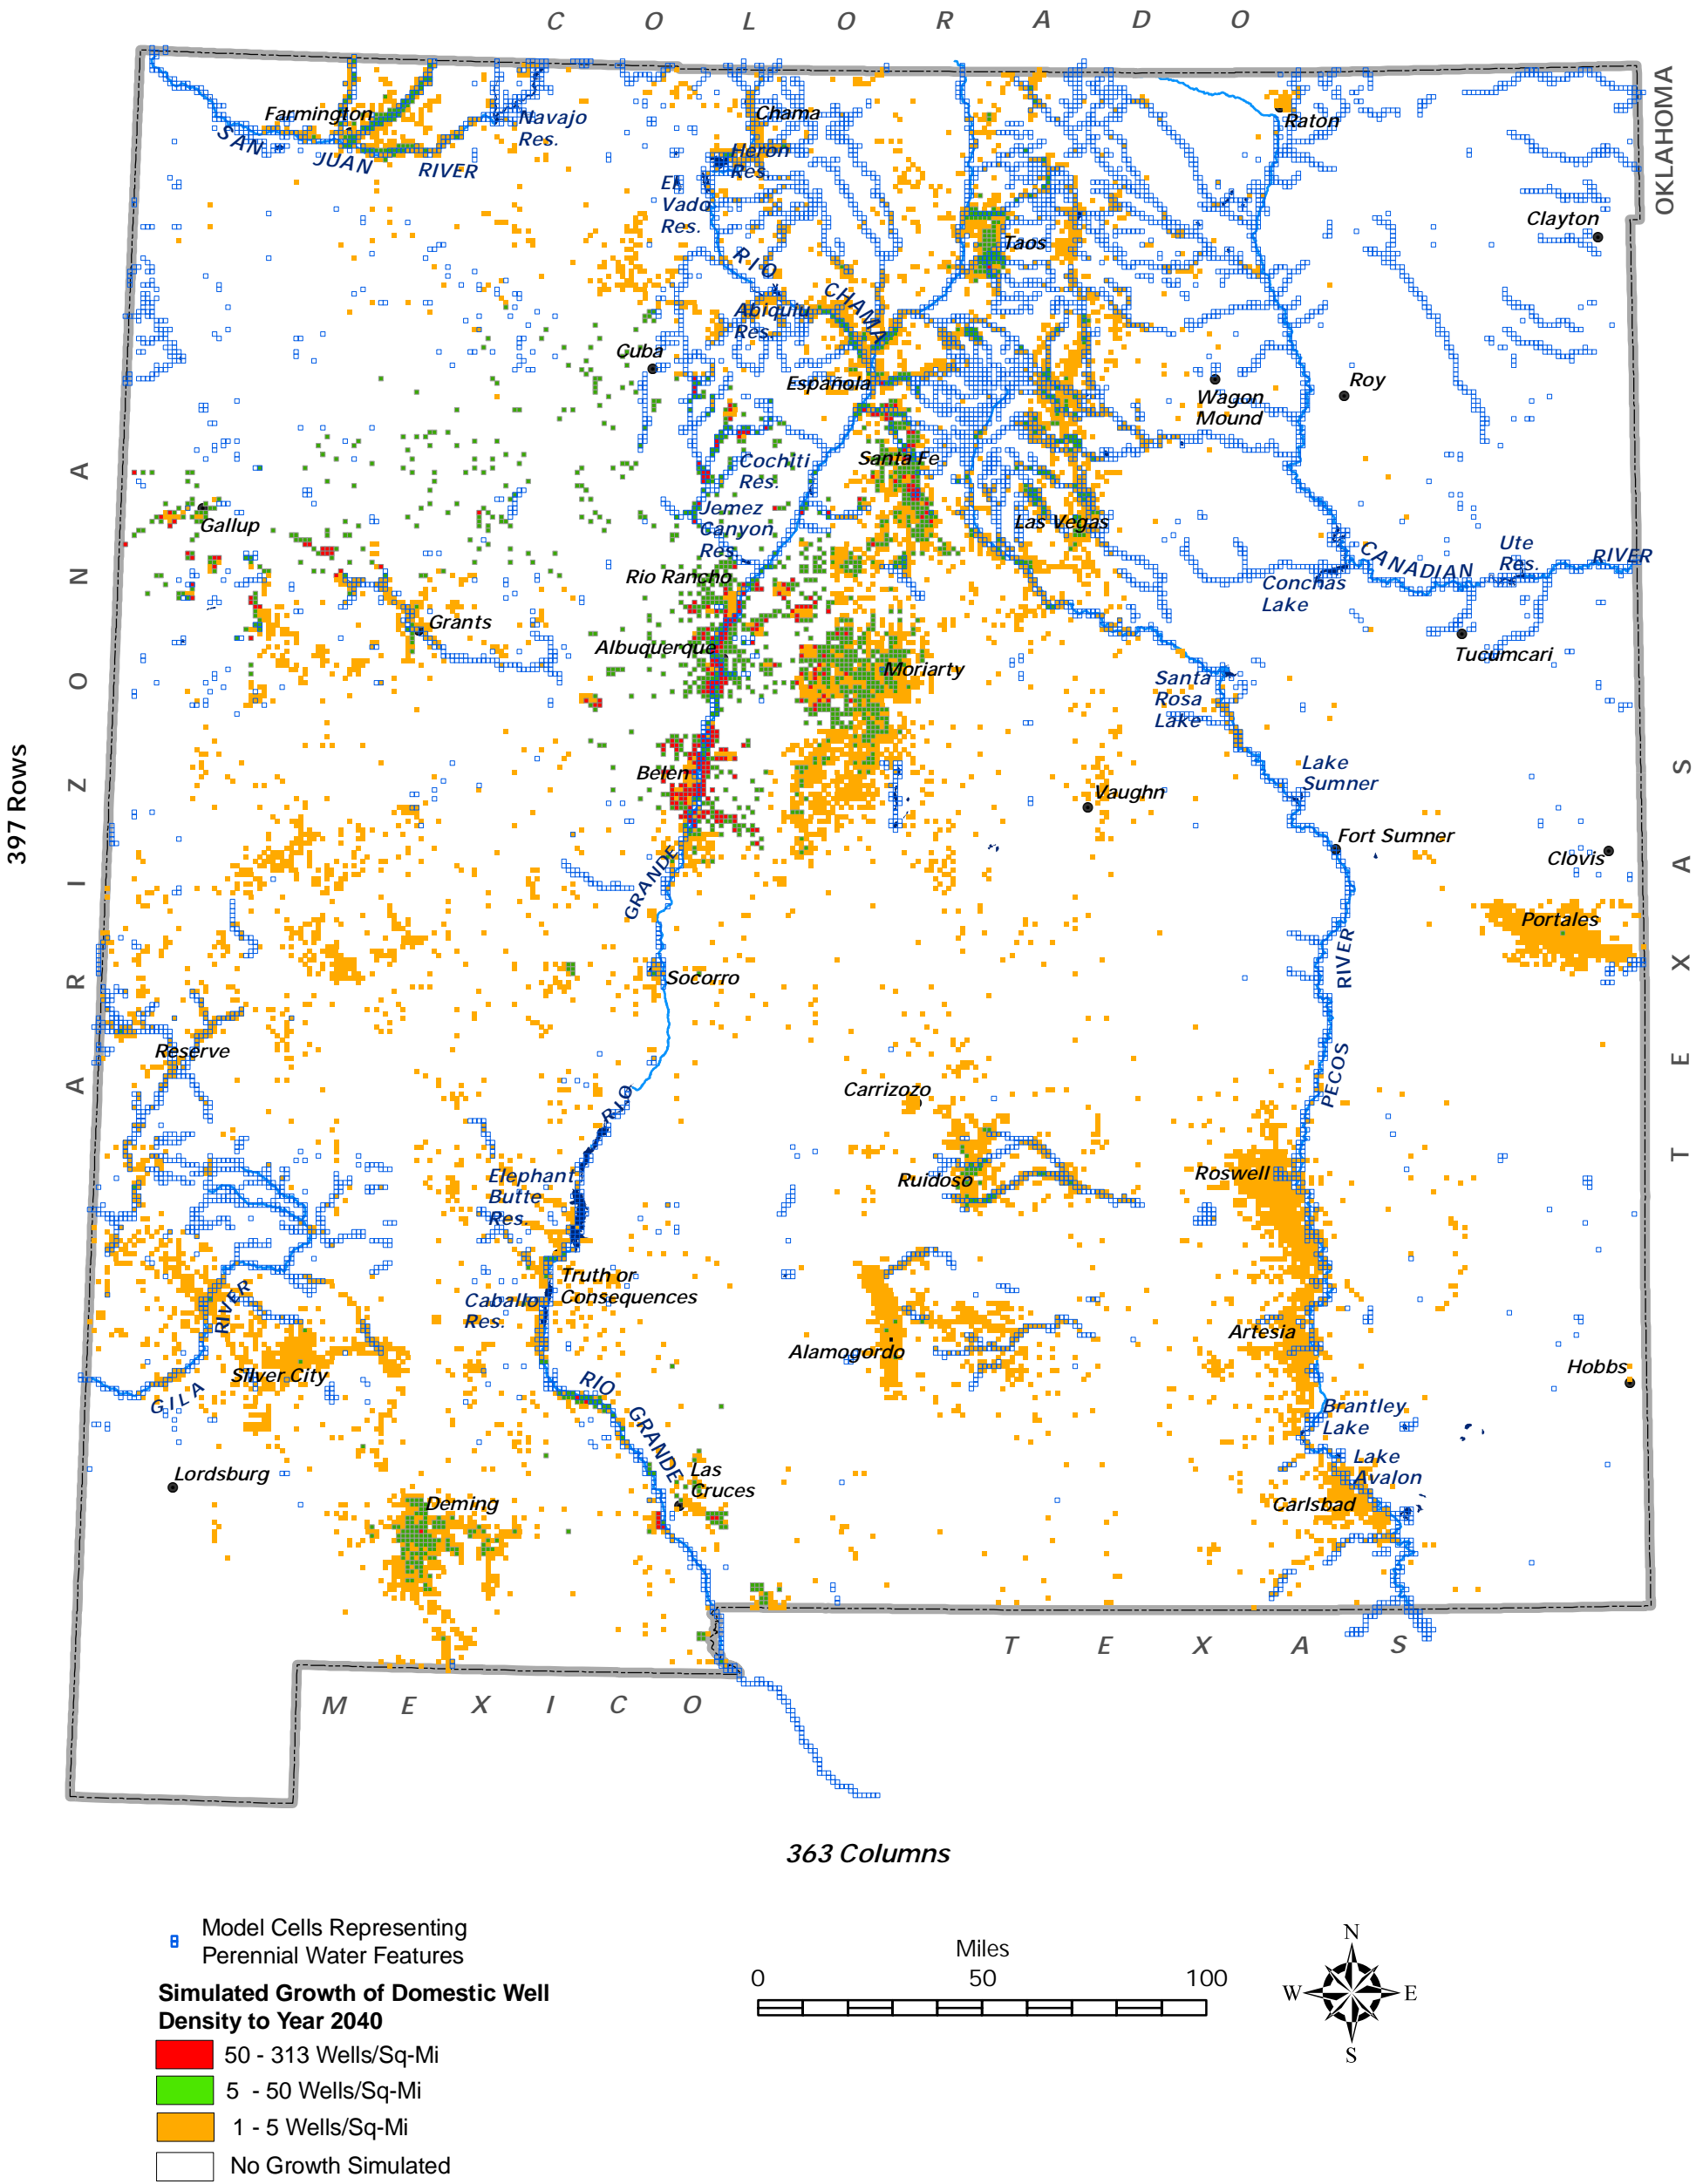 C O L O R A D O
OKLAHOMA
Farmington
Navajo
Res.
Chama
Raton
SAN JUAN RIVER
Heron
Res.
El
Vado
Res.
Clayton
Taos
RIO CHAMA
Abiquiu
Res.
Cuba
Española
Wagon
Mound
Roy
Santa Fe
Cochiti
Res.
Gallup
Jemez
Canyon
Res.
Las Vegas
CANADIAN RIVER
Ute
Res.
Conchas
Lake
Rio Rancho
Grants
Albuquerque
Moriarty
Tucumcari
Santa
Rosa
Lake
A R I Z O N A
397 Rows
Belen
Vaughn
Lake
Sumner
Fort Sumner
Clovis
T E X A S
RIO GRANDE
Portales
Socorro
PECOS RIVER
Reserve
Carrizozo
Elephant
Butte
Res.
Ruidoso
Roswell
Truth or
Consequences
Caballo
Res.
GILA RIVER
Silver City
Alamogordo
Artesia
Hobbs
RIO GRANDE
Brantley
Lake
Lordsburg
Las
Cruces
Lake
Avalon
Deming
Carlsbad
T E X A S
M E X I C O
363 Columns
Model Cells Representing
Perennial Water Features
Simulated Growth of Domestic Well
Density to Year 2040
50 - 313 Wells/Sq-Mi
5 - 50 Wells/Sq-Mi
1 - 5 Wells/Sq-Mi
No Growth Simulated
Miles
0 50 100
N
W E
S